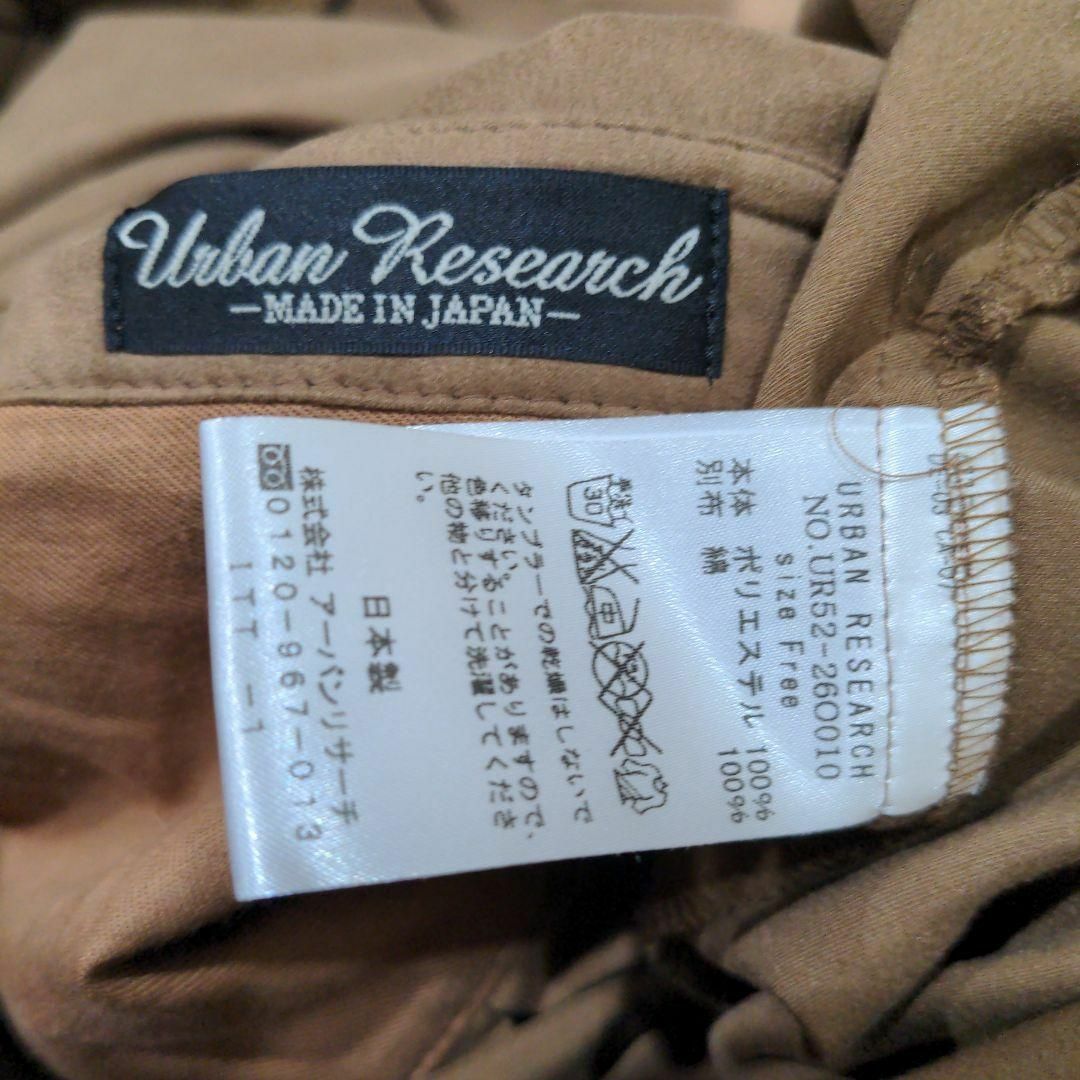 Urban Research
—MADE IN JAPAN—
URBAN RESEARCH
NO.UR52-260010
size Free
本体 ポリエステル 100%
別布 綿 100%
30
タンブラーでの乾燥はしないで
ください。
色移りすることがありますので、
他の物と分けて洗濯してくださ
い。
日本製
株式会社 アーバンリサーチ
0120-967-013
IT-1